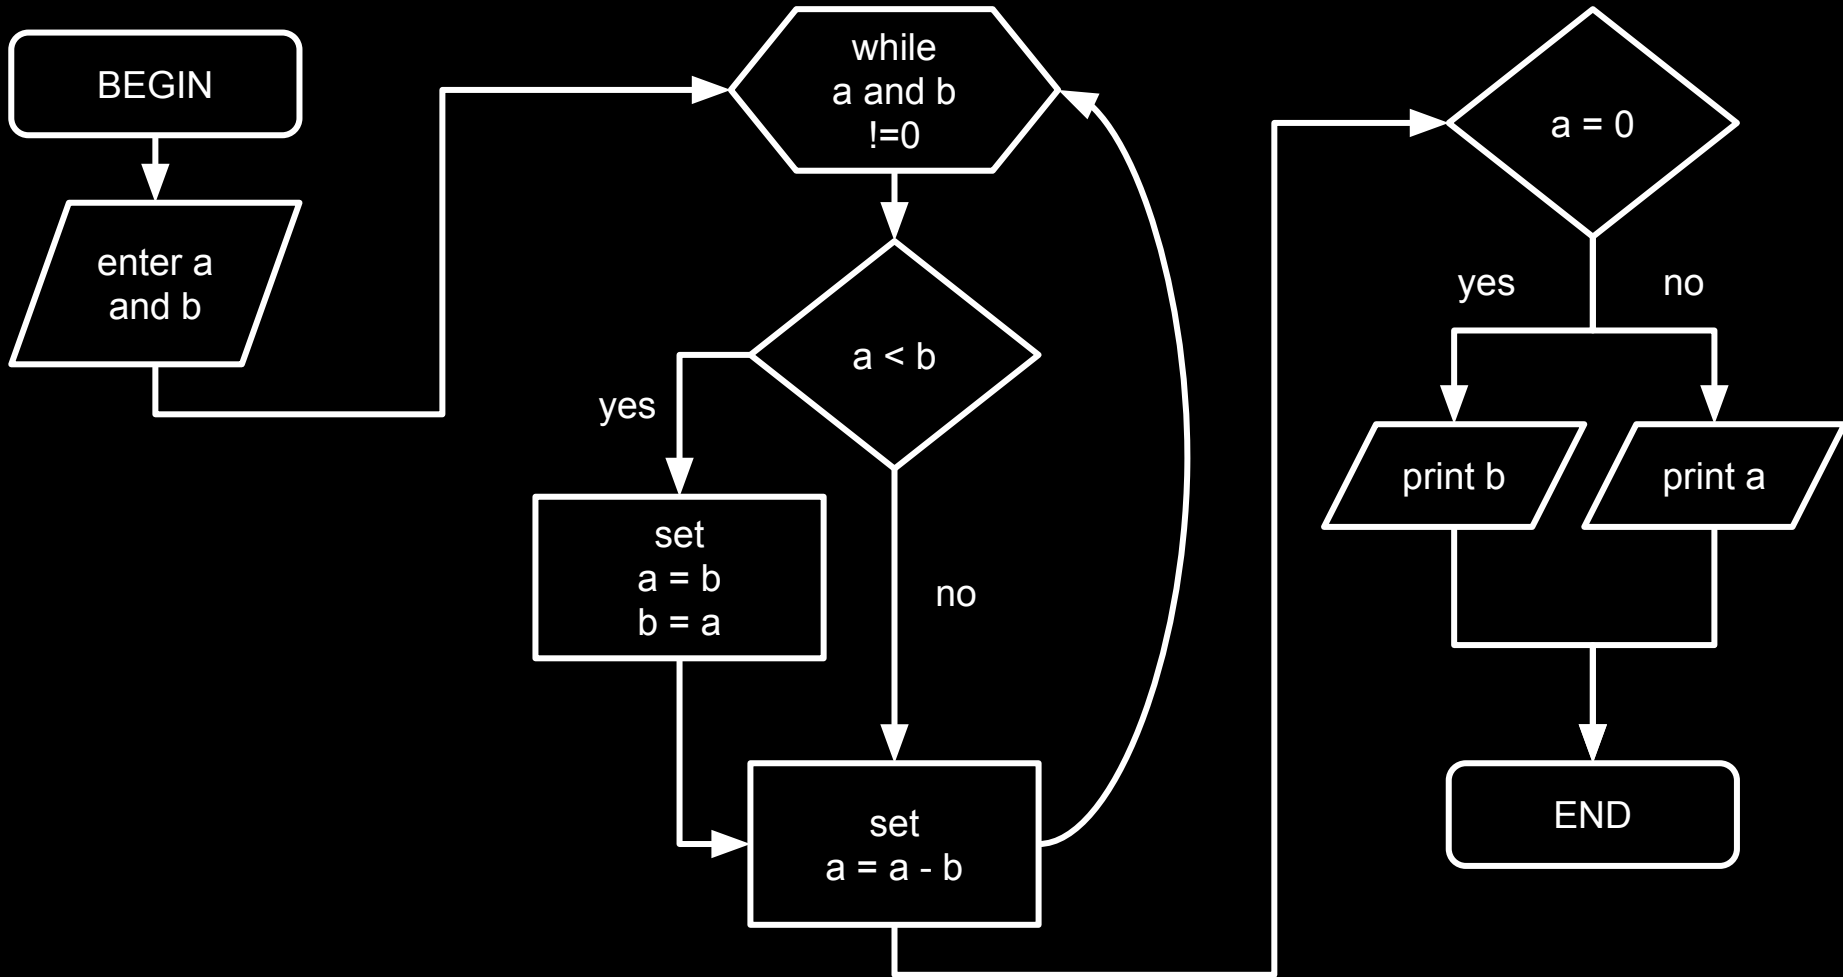 BEGIN
enter a
and b
while
a and b
!=0
a < b
yes
no
set
a = b
b = a
set
a = a - b
a = 0
yes
no
print b
print a
END